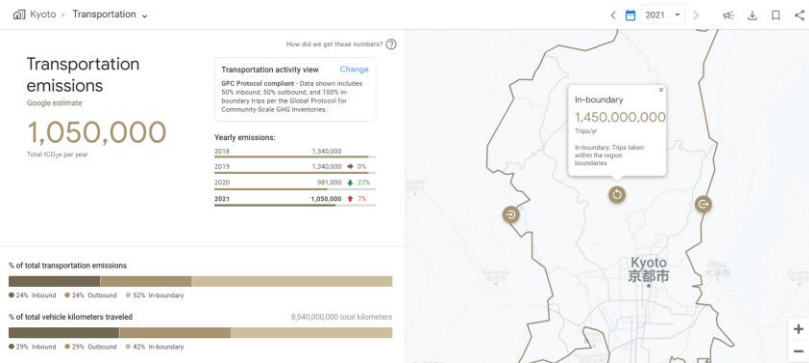 Kyoto › Transportation
2021
How did we get these numbers?
Transportation
emissions
Google estimate
1,050,000
Total tCO₂e per year
Transportation activity view Change
GPC Protocol compliant - Data shown includes
50% inbound, 50% outbound, and 100% in-
boundary trips per the Global Protocol for
Community-Scale GHG Inventories.
Yearly emissions:
2018 1,340,000
2019 1,340,000 0%
2020 981,000 27%
2021 1,050,000 7%
% of total transportation emissions
24% Inbound 24% Outbound 52% In-boundary
% of total vehicle kilometers traveled 8,940,000,000 total kilometers
29% Inbound 29% Outbound 42% In-boundary
In-boundary
1,450,000,000
Trips/yr
In-boundary: Trips taken
within the region
boundaries
Kyoto
京都市
Otsu
大津市